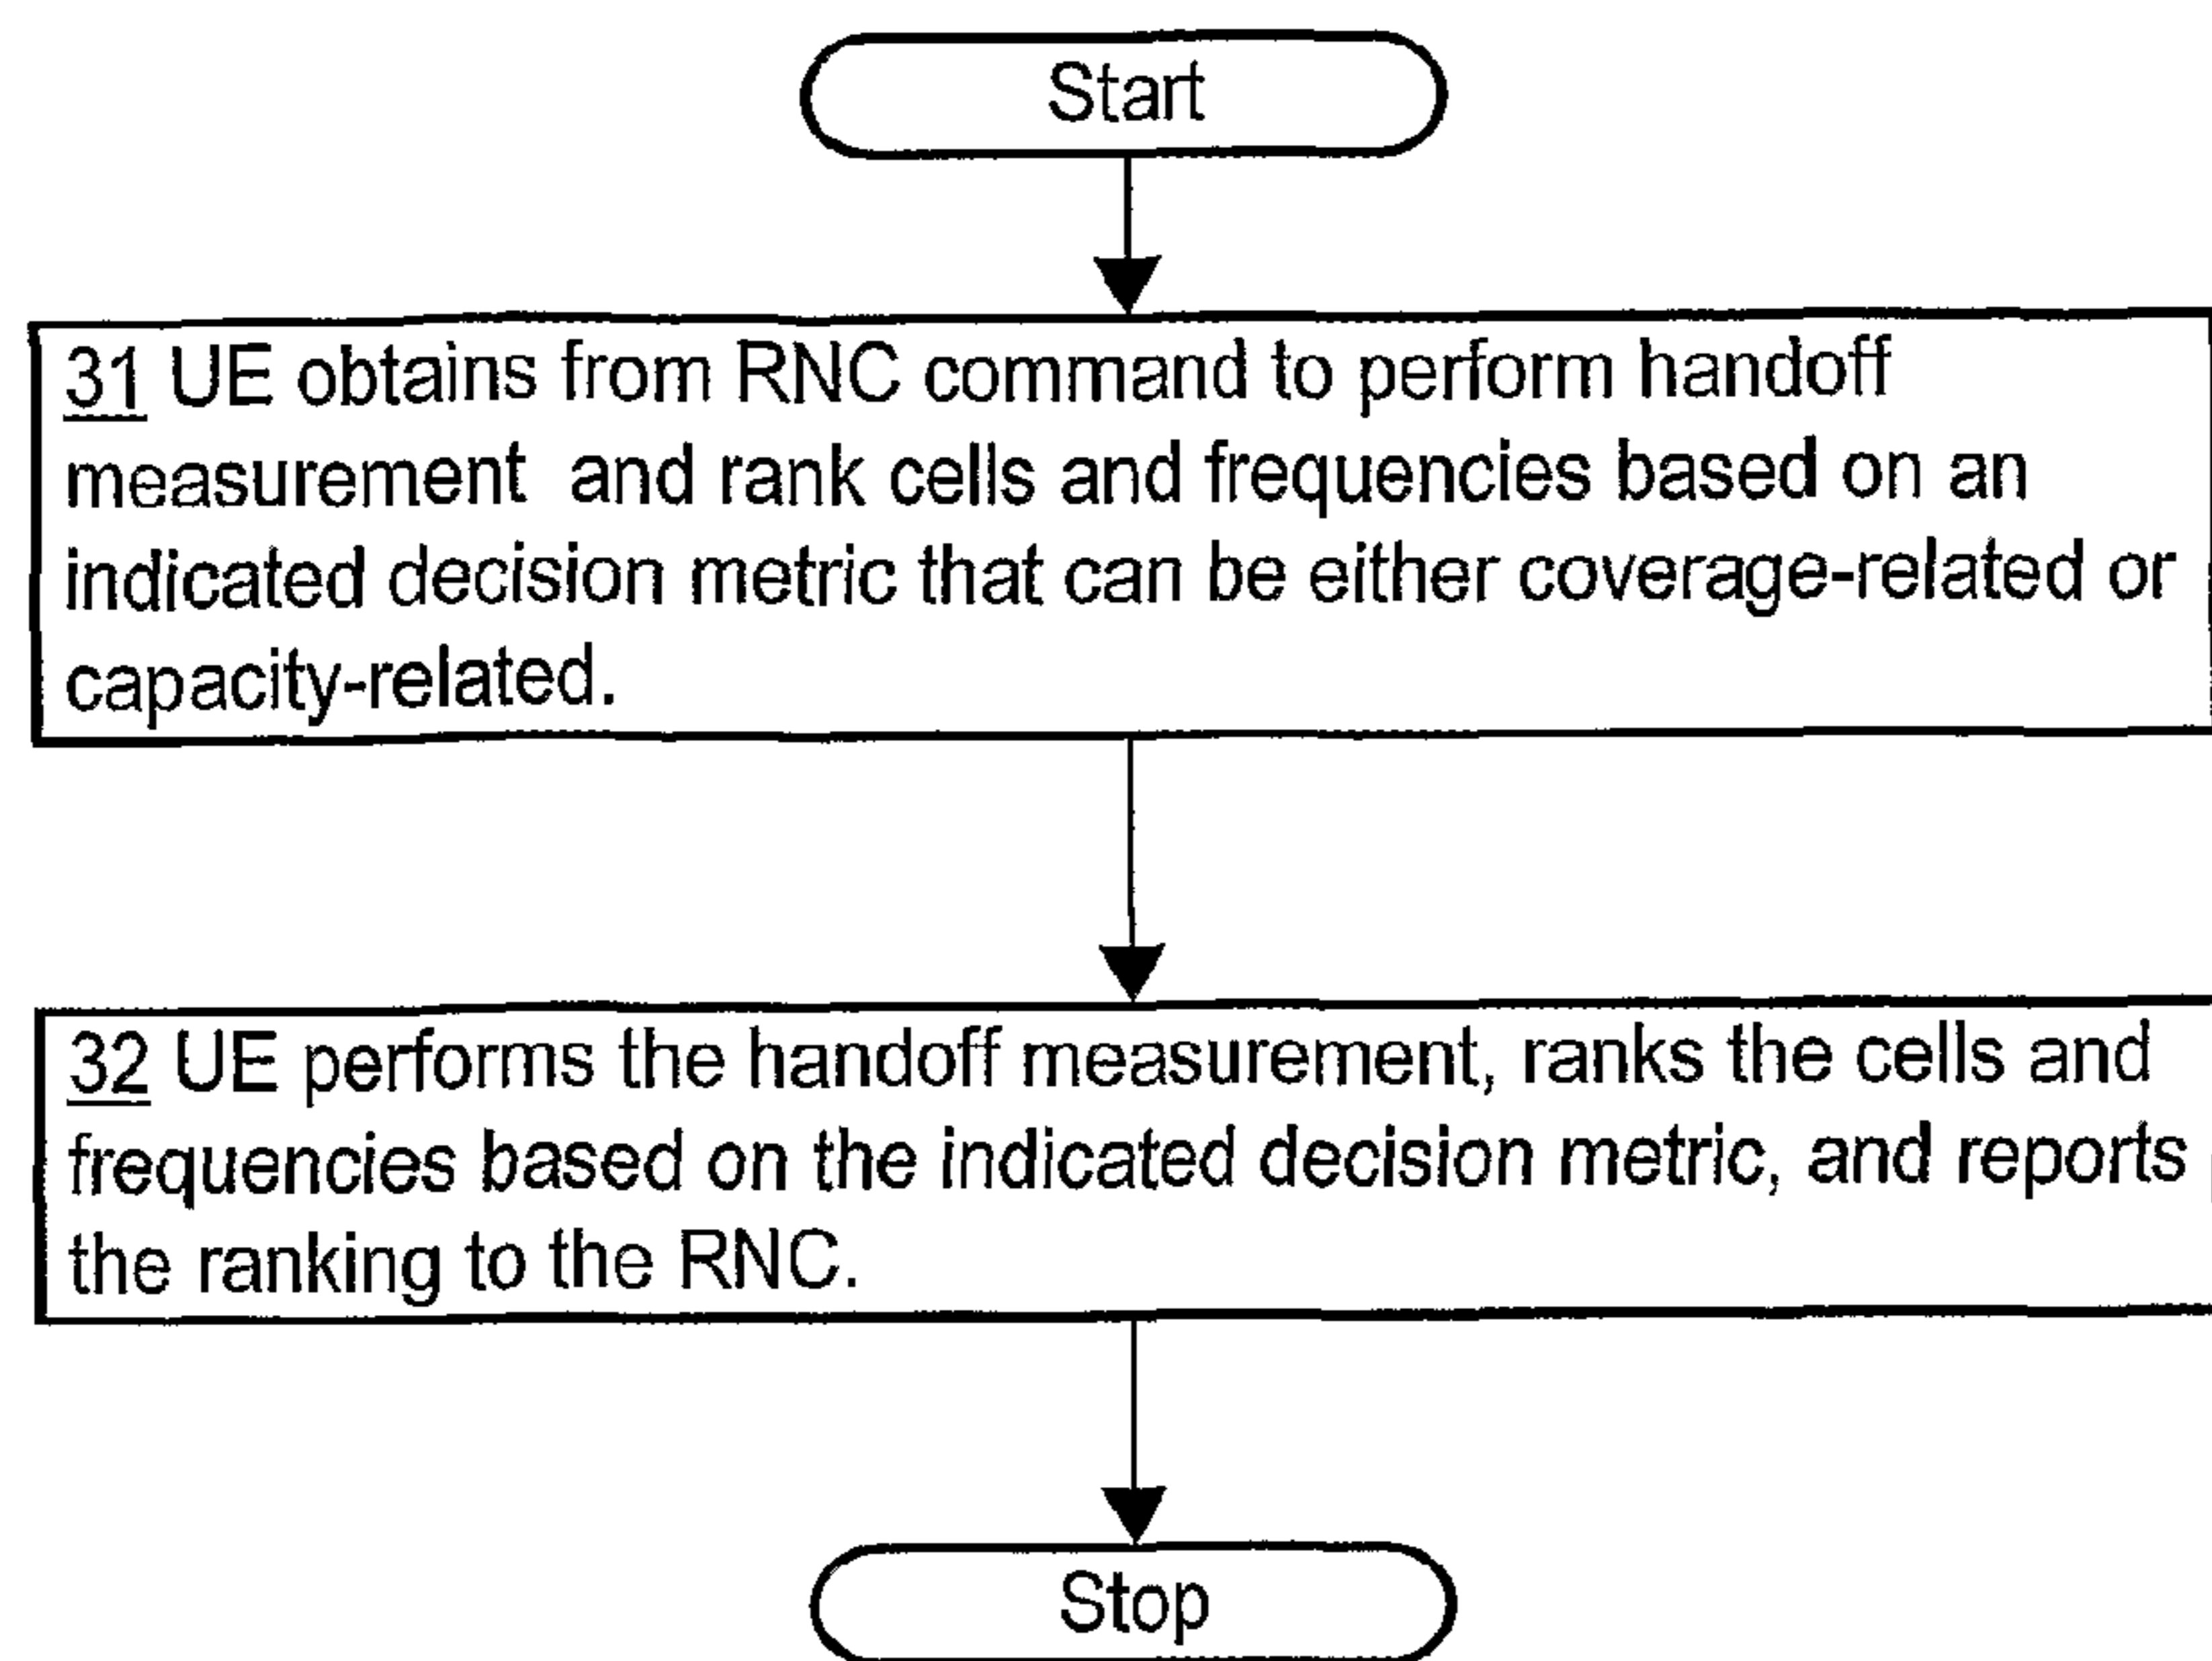 Start
31 UE obtains from RNC command to perform handoff
measurement and rank cells and frequencies based on an
indicated decision metric that can be either coverage-related or
capacity-related.
32 UE performs the handoff measurement, ranks the cells and
frequencies based on the indicated decision metric, and reports
the ranking to the RNC.
Stop